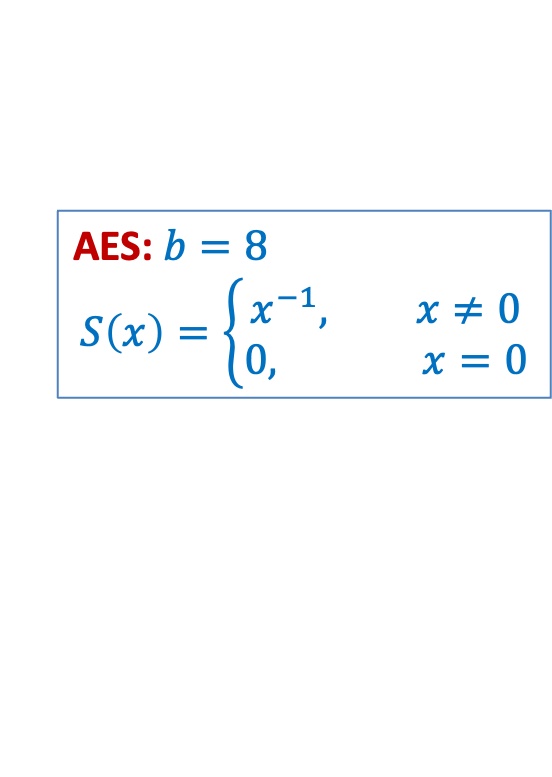 AES: b = 8
S(x) = { x⁻¹, x ≠ 0
0, x = 0